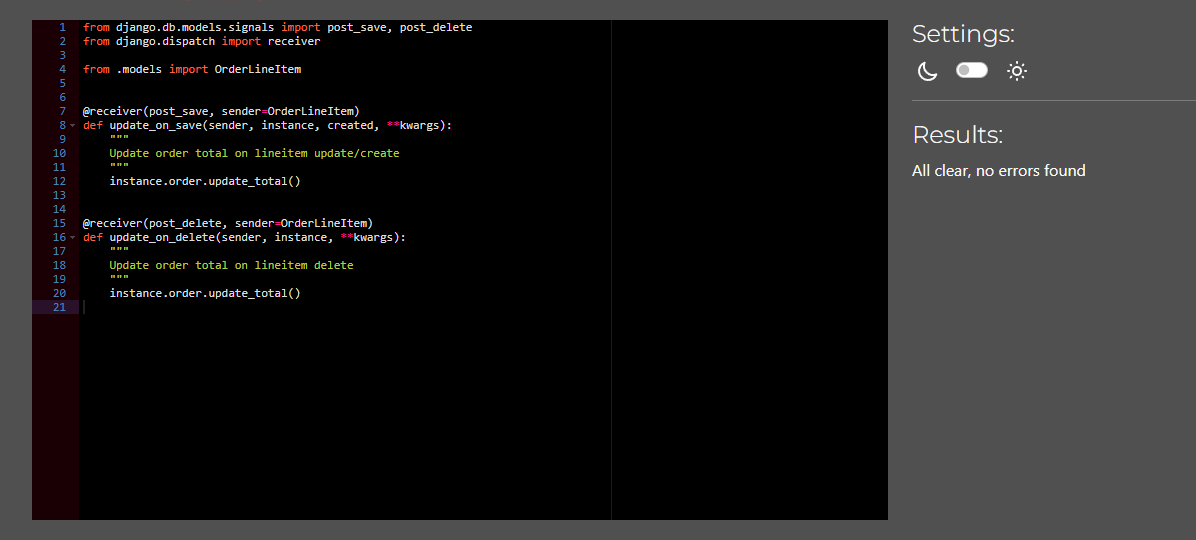 1 from django.db.models.signals import post_save, post_delete
2 from django.dispatch import receiver
3
4 from .models import OrderLineItem
5
6
7 @receiver(post_save, sender=OrderLineItem)
8 def update_on_save(sender, instance, created, **kwargs):
9     """
10     Update order total on lineitem update/create
11     """
12     instance.order.update_total()
13
14
15 @receiver(post_delete, sender=OrderLineItem)
16 def update_on_delete(sender, instance, **kwargs):
17     """
18     Update order total on lineitem delete
19     """
20     instance.order.update_total()
21
Settings:
Results:
All clear, no errors found